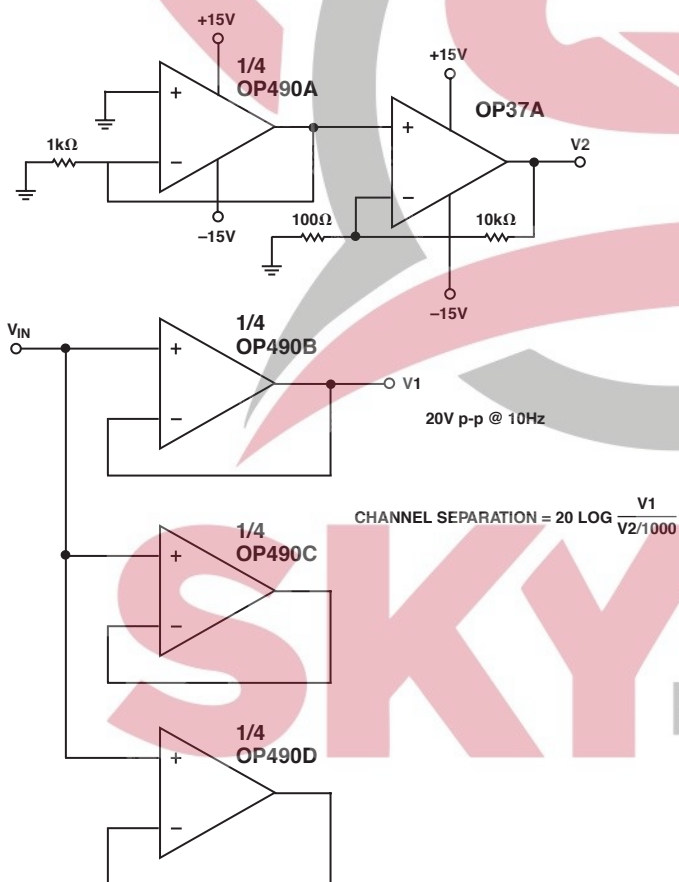 +15V
1/4
OP490A
+
–
1kΩ
–15V
+15V
OP37A
+
–
V2
100Ω
10kΩ
–15V
VIN
1/4
OP490B
+
–
V1
20V p-p @ 10Hz
CHANNEL SEPARATION = 20 LOG V1
V2/1000
1/4
OP490C
+
–
1/4
OP490D
+
–
SKY